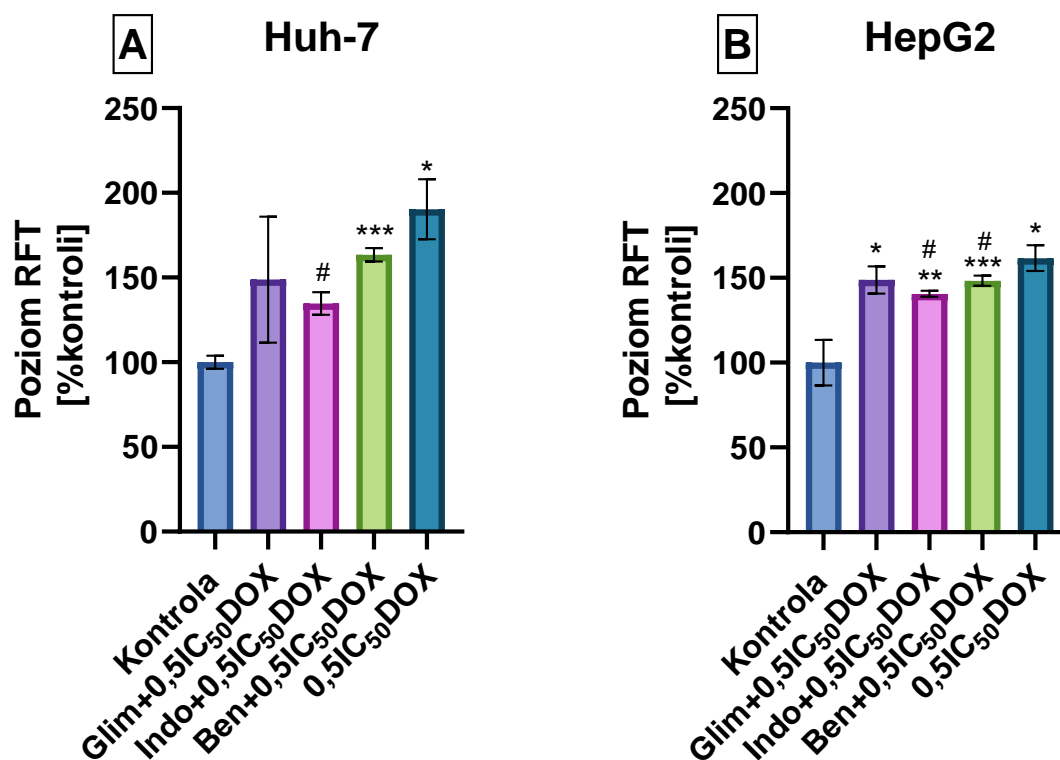 A
Huh-7
Poziom RFT
[%kontroli]
250
200
150
100
50
0
#
***
*
Kontrola
Glim+0,5IC₅₀DOX
Indo+0,5IC₅₀DOX
Ben+0,5IC₅₀DOX
0,5IC₅₀DOX
B
HepG2
Poziom RFT
[%kontroli]
250
200
150
100
50
0
*
#
**
#
***
*
Kontrola
Glim+0,5IC₅₀DOX
Indo+0,5IC₅₀DOX
Ben+0,5IC₅₀DOX
0,5IC₅₀DOX